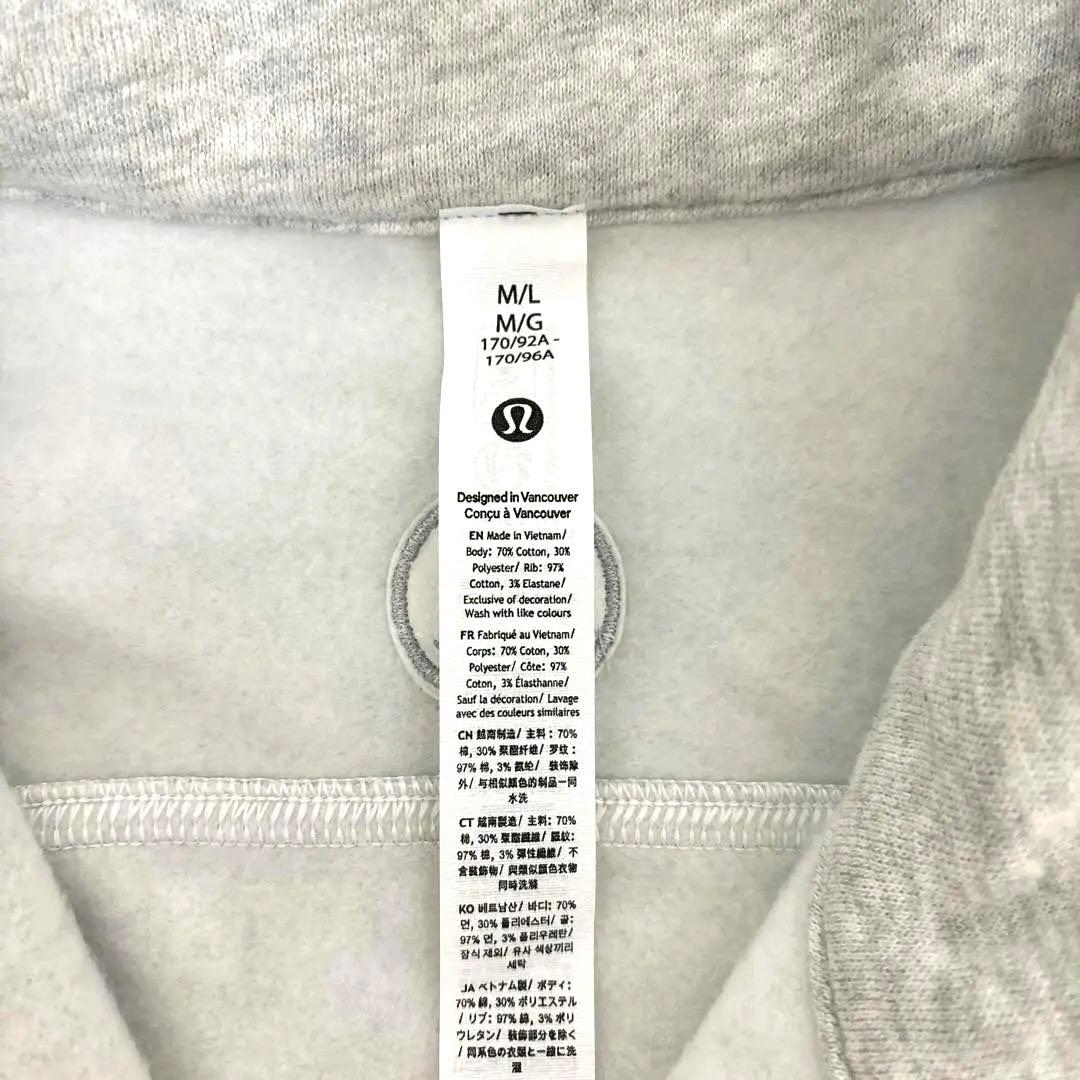 M/L
M/G
170/92A -
170/96A
Designed in Vancouver
Conçu à Vancouver
EN Made in Vietnam/
Body: 70% Cotton, 30%
Polyester/ Rib: 97%
Cotton, 3% Elastane/
Exclusive of decoration/
Wash with like colours
FR Fabriqué au Vietnam/
Corps: 70% Coton, 30%
Polyester/ Côte: 97%
Coton, 3% Élasthanne/
Sauf la décoration/ Lavage
avec des couleurs similaires
CN 越南制造/ 主料: 70%
棉, 30% 聚酯纤维/ 罗纹:
97% 棉, 3% 氨纶/ 装饰除
外/ 与相似颜色的制品一同
水洗
CT 越南製造/ 主料: 70%
棉, 30% 聚酯纖維/ 羅紋:
97% 棉, 3% 彈性纖維/ 不
含裝飾物/ 與類似顏色衣物
同時洗滌
KO 베트남산/ 바디: 70%
면, 30% 폴리에스터/ 골:
97% 면, 3% 폴리우레탄/
장식 제외/ 유사 색상끼리
세탁
JA ベトナム製/ ボディ:
70% 綿, 30% ポリエステル
/ リブ: 97% 綿, 3% ポリ
ウレタン/ 装飾部分を除く
/ 同系色の衣類と一緒に洗
濯